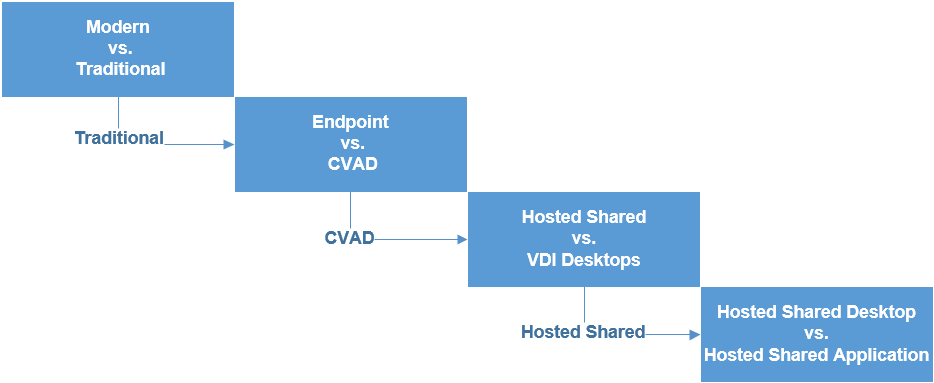 Modern
vs.
Traditional
Traditional
Endpoint
vs.
CVAD
CVAD
Hosted Shared
vs.
VDI Desktops
Hosted Shared
Hosted Shared Desktop
vs.
Hosted Shared Application